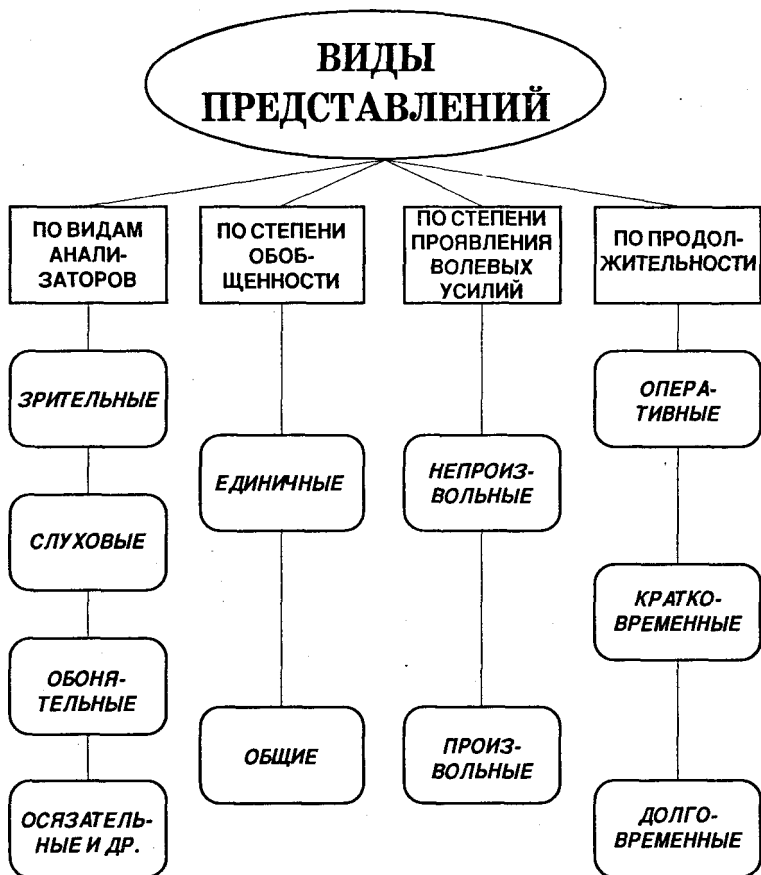 ВИДЫ
ПРЕДСТАВЛЕНИЙ
ПО ВИДАМ
АНАЛИ-
ЗАТОРОВ
ПО СТЕПЕНИ
ОБОБ-
ЩЕННОСТИ
ПО СТЕПЕНИ
ПРОЯВЛЕНИЯ
ВОЛЕВЫХ
УСИЛИЙ
ПО ПРОДОЛ-
ЖИТЕЛЬНОСТИ
ЗРИТЕЛЬНЫЕ
СЛУХОВЫЕ
ОБОНЯ-
ТЕЛЬНЫЕ
ОСЯЗАТЕЛЬ-
НЫЕ И ДР.
ЕДИНИЧНЫЕ
ОБЩИЕ
НЕПРОИЗ-
ВОЛЬНЫЕ
ПРОИЗ-
ВОЛЬНЫЕ
ОПЕРА-
ТИВНЫЕ
КРАТКО-
ВРЕМЕННЫЕ
ДОЛГО-
ВРЕМЕННЫЕ